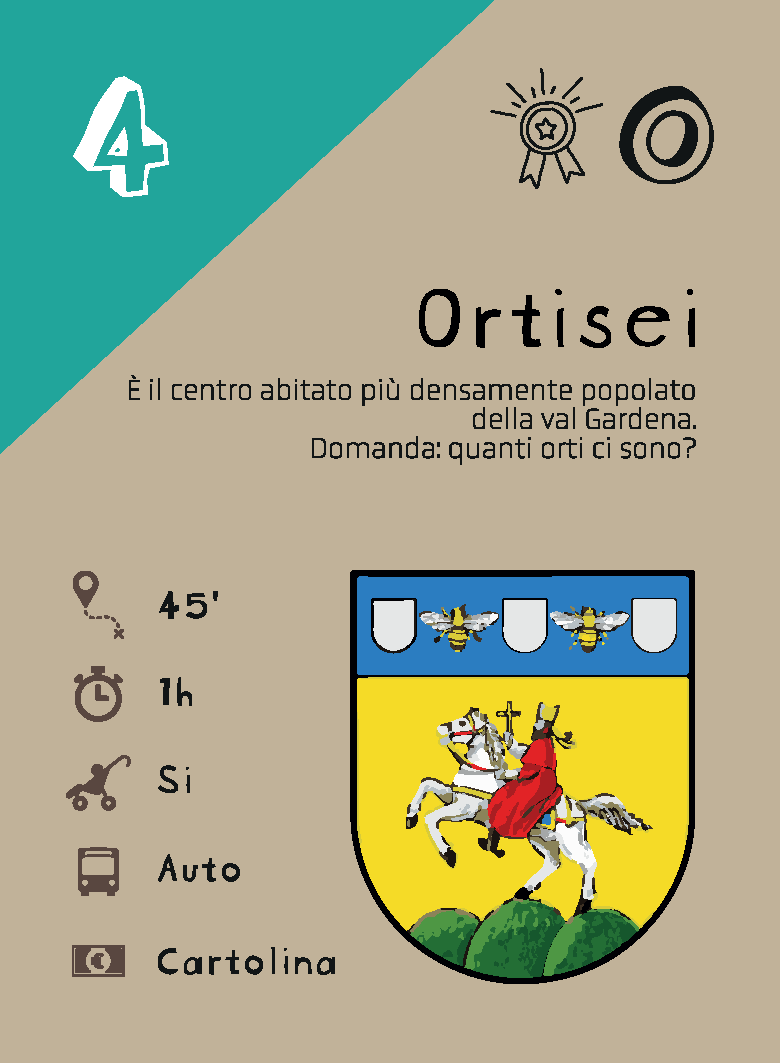 4
0
Ortisei
È il centro abitato più densamente popolato
della val Gardena.
Domanda: quanti orti ci sono?
45'
1h
Si
Auto
Cartolina